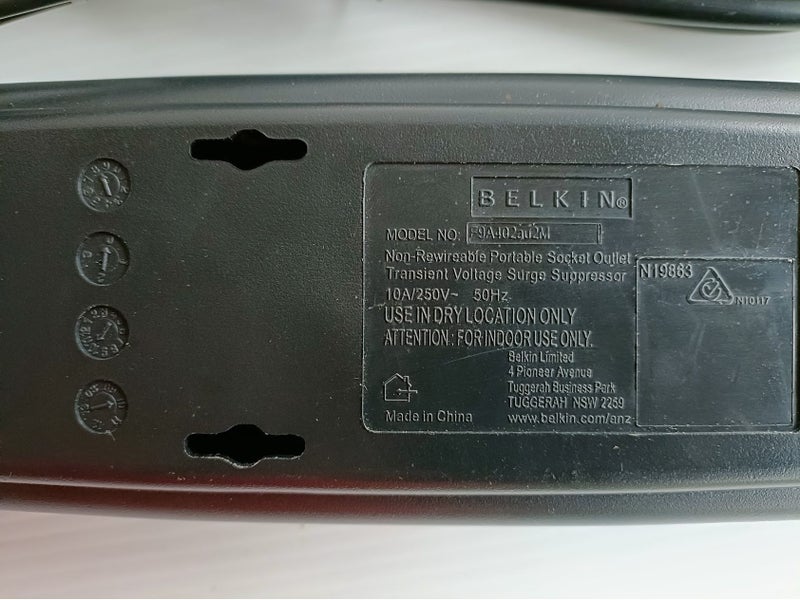 BELKIN®
MODEL NO: F9A402au2M
Non-Rewireable Portable Socket Outlet
Transient Voltage Surge Suppressor
10A/250V~ 50Hz
USE IN DRY LOCATION ONLY
ATTENTION: FOR INDOOR USE ONLY.
Belkin Limited
4 Pioneer Avenue
Tuggerah Business Park
TUGGERAH NSW 2259
Made in China
www.belkin.com/anz
N19863
N10117